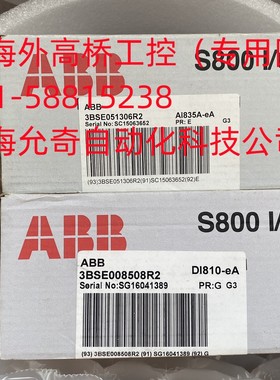 海外高桥工控（专用
1-58815238
海允奇自动化科技公
ABB
S800 I/
ABB
3BSE051306R2
AI835A-eA
Serial No: SC15063652
PR: E
G3
(93)3BSE051306R2(91)SC15063652(92)E
ABB
S800 I/
ABB
3BSE008508R2
DI810-eA
Serial No:SG16041389
PR:G G3
(93) 3BSE008508R2 (91) SG16041389 (92) G